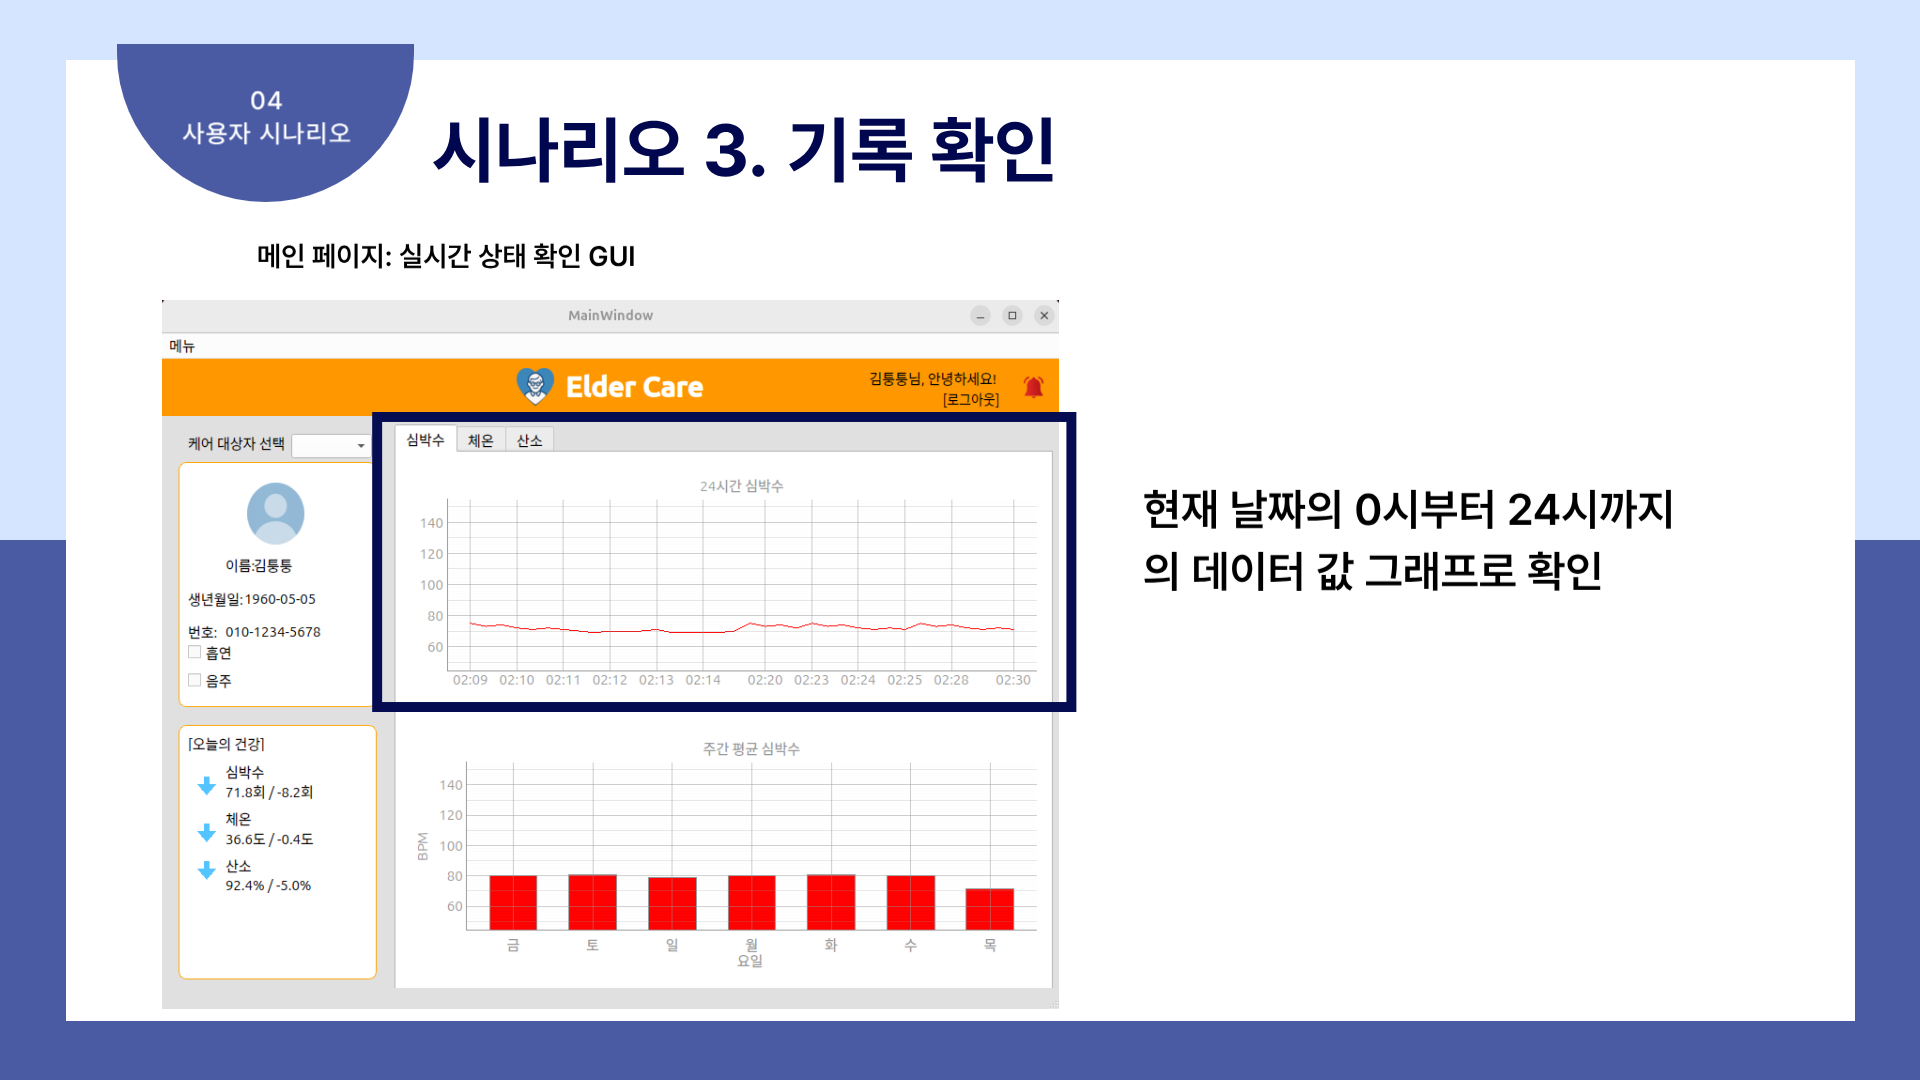 04
사용자 시나리오
시나리오 3. 기록 확인
메인 페이지: 실시간 상태 확인 GUI
MainWindow
메뉴
Elder Care
김퉁퉁님, 안녕하세요!
[로그아웃]
케어 대상자 선택
이름:김퉁퉁
생년월일:1960-05-05
번호: 010-1234-5678
흡연
음주
[오늘의 건강]
심박수
71.8회 / -8.2회
체온
36.6도 / -0.4도
산소
92.4% / -5.0%
심박수 체온 산소
24시간 심박수
140
120
100
80
60
02:09 02:10 02:11 02:12 02:13 02:14 02:20 02:23 02:24 02:25 02:28 02:30
주간 평균 심박수
BPM
140
120
100
80
60
금 토 일 월 화 수 목
요일
현재 날짜의 0시부터 24시까지
의 데이터 값 그래프로 확인